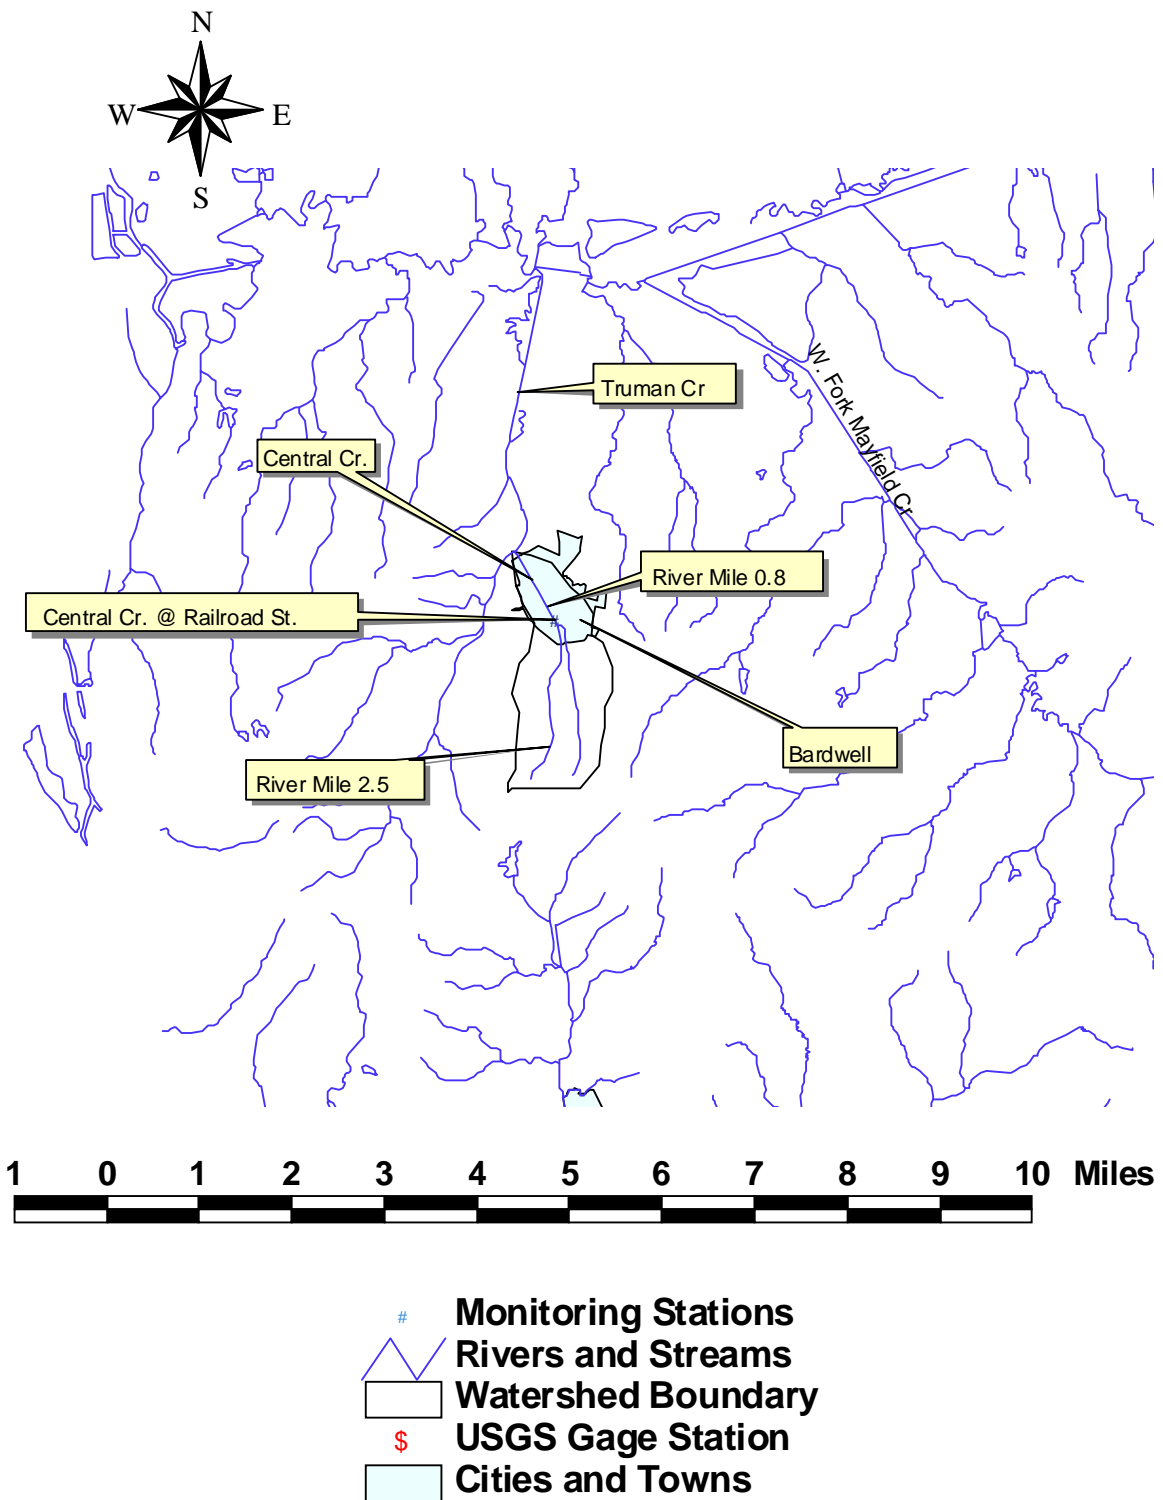 N
W E
S
Truman Cr
W. Fork Mayfield Cr
Central Cr.
River Mile 0.8
Central Cr. @ Railroad St.
#
Bardwell
River Mile 2.5
1 0 1 2 3 4 5 6 7 8 9 10 Miles
# Monitoring Stations
Rivers and Streams
Watershed Boundary
$ USGS Gage Station
Cities and Towns